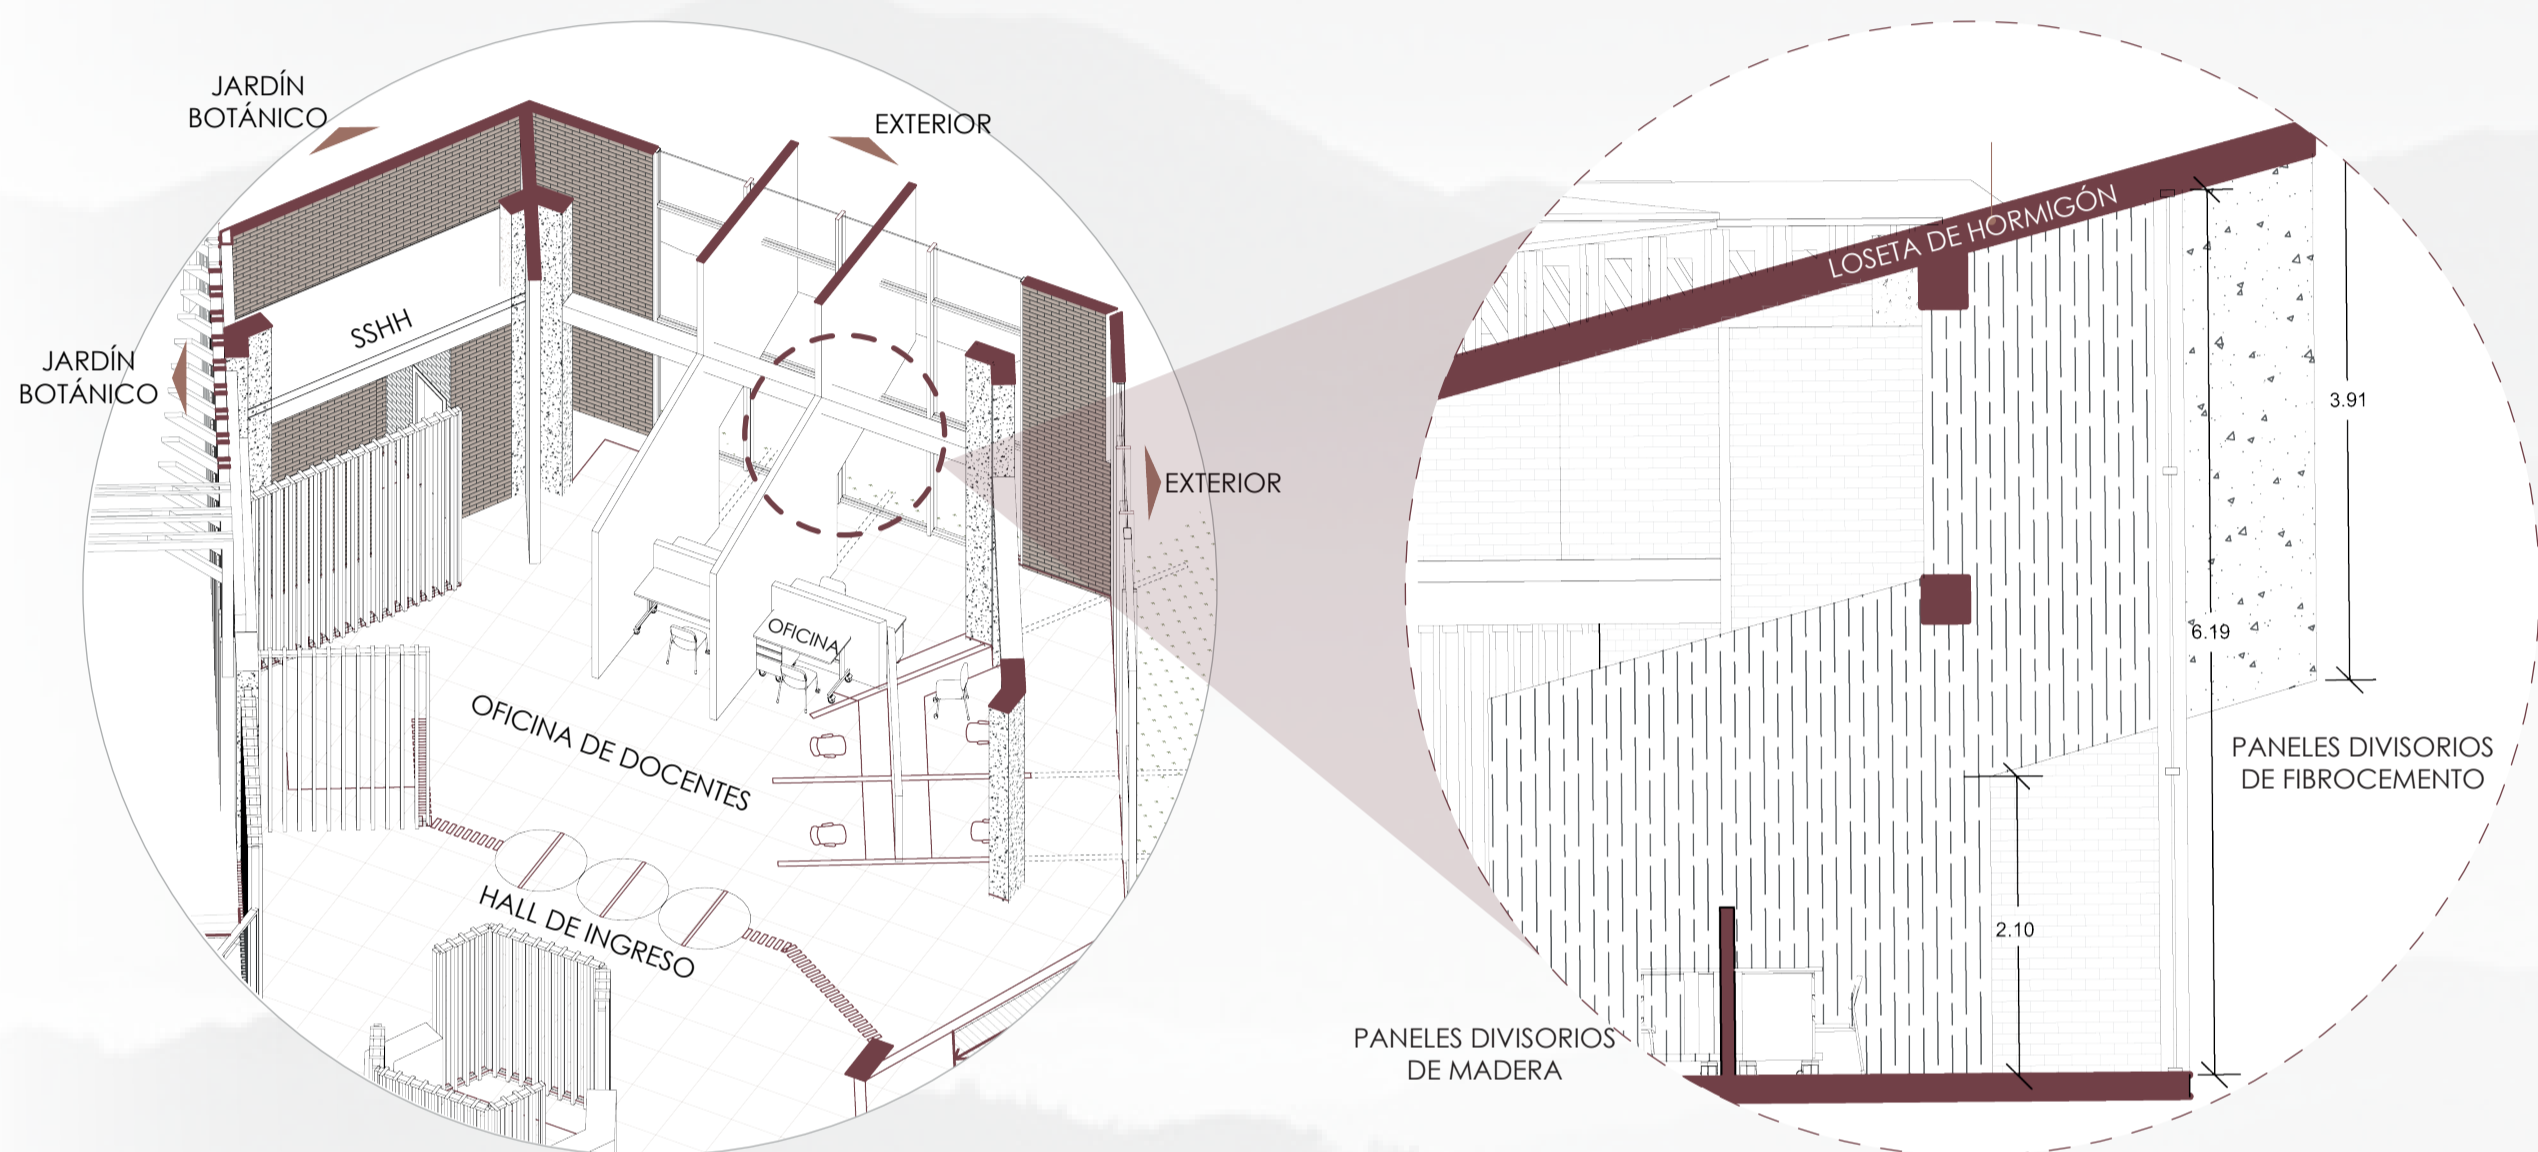 JARDÍN
BOTÁNICO
EXTERIOR
SSHH
JARDÍN
BOTÁNICO
EXTERIOR
OFICINA
OFICINA DE DOCENTES
HALL DE INGRESO
LOSETA DE HORMIGÓN
3.91
6.19
PANELES DIVISORIOS
DE FIBROCEMENTO
2.10
PANELES DIVISORIOS
DE MADERA